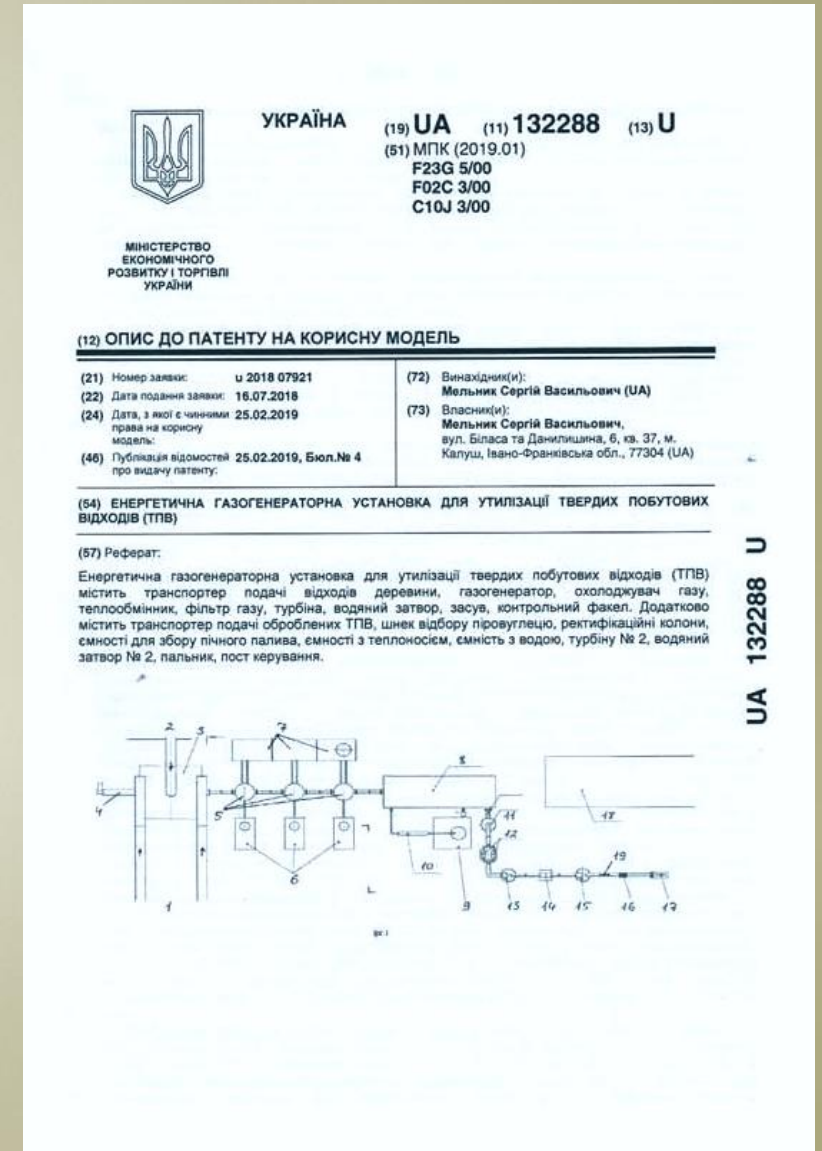 УКРАЇНА
(19) UA (11) 132288 (13) U
(51) МПК (2019.01)
F23G 5/00
F02C 3/00
C10J 3/00
МІНІСТЕРСТВО
ЕКОНОМІЧНОГО
РОЗВИТКУ І ТОРГІВЛІ
УКРАЇНИ
(12) ОПИС ДО ПАТЕНТУ НА КОРИСНУ МОДЕЛЬ
(21) Номер заявки: u 2018 07921
(22) Дата подання заявки: 16.07.2018
(24) Дата, з якої є чинними 25.02.2019
права на корисну
модель:
(46) Публікація відомостей 25.02.2019, Бюл.№ 4
про видачу патенту:
(72) Винахідник(и):
Мельник Сергій Васильович (UA)
(73) Власник(и):
Мельник Сергій Васильович,
вул. Біласа та Данилишина, 6, кв. 37, м.
Калуш, Івано-Франківська обл., 77304 (UA)
(54) ЕНЕРГЕТИЧНА ГАЗОГЕНЕРАТОРНА УСТАНОВКА ДЛЯ УТИЛІЗАЦІЇ ТВЕРДИХ ПОБУТОВИХ
ВІДХОДІВ (ТПВ)
(57) Реферат:
Енергетична газогенераторна установка для утилізації твердих побутових відходів (ТПВ)
містить транспортер подачі відходів деревини, газогенератор, охолоджувач газу,
теплообмінник, фільтр газу, турбіна, водяний затвор, засув, контрольний факел. Додатково
містить транспортер подачі оброблених ТПВ, шнек відбору піровуглецю, ректифікаційні колони,
ємності для збору пічного палива, ємності з теплоносієм, ємність з водою, турбіну № 2, водяний
затвор № 2, пальник, пост керування.
UA 132288 U
2 3 7 8
4 5 11 18
12
6 10 19
1 9 13 14 15 16 17